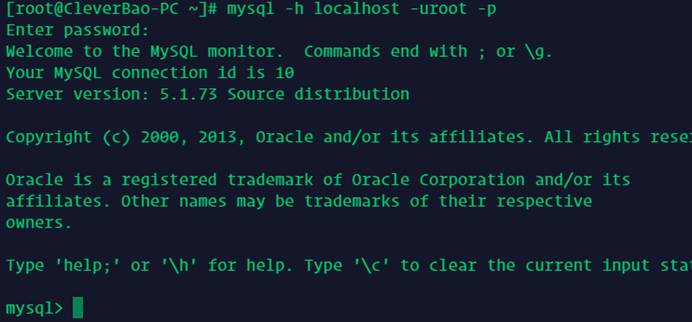 [root@CleverBao-PC ~]# mysql -h localhost -uroot -p
Enter password:
Welcome to the MySQL monitor.  Commands end with ; or \g.
Your MySQL connection id is 10
Server version: 5.1.73 Source distribution
Copyright (c) 2000, 2013, Oracle and/or its affiliates. All rights rese
Oracle is a registered trademark of Oracle Corporation and/or its
affiliates. Other names may be trademarks of their respective
owners.
Type 'help;' or '\h' for help. Type '\c' to clear the current input sta
mysql>